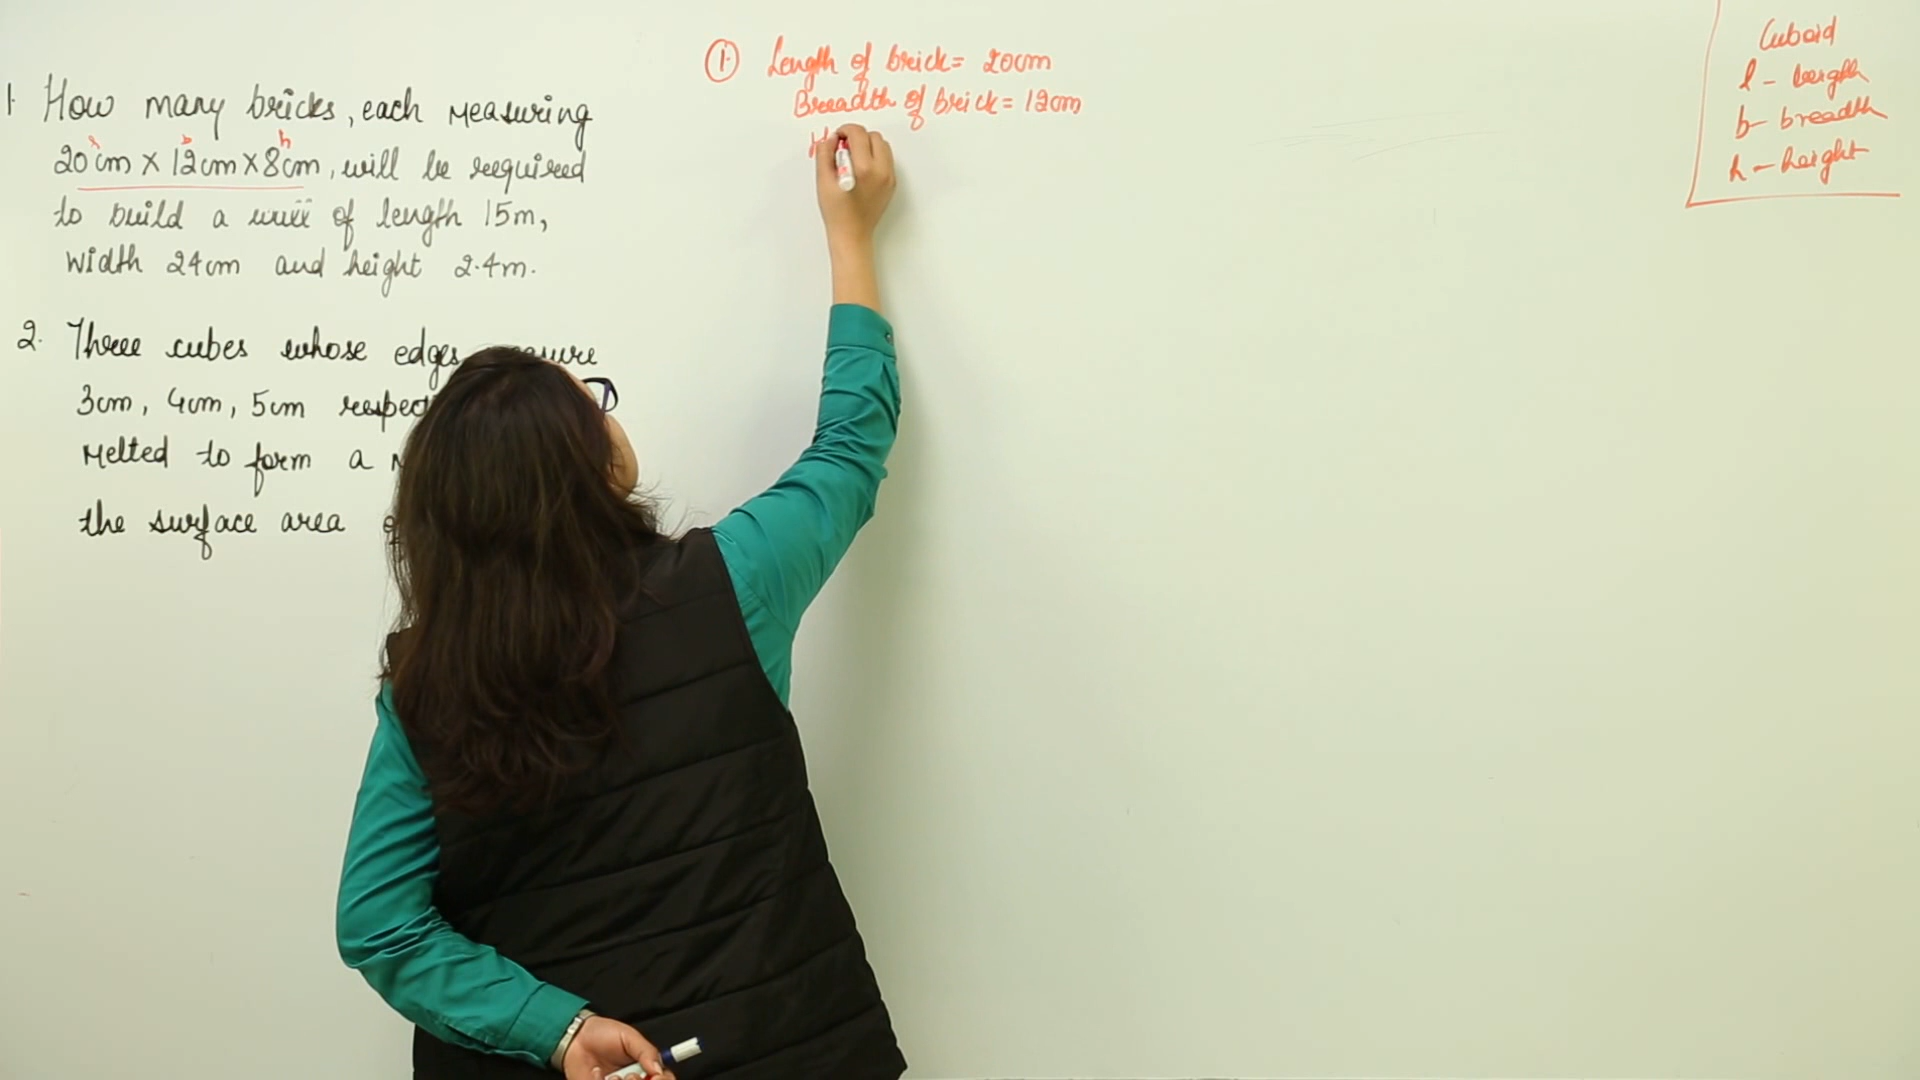 1. How many bricks, each measuring
l b h
20cm x 12cm x 8cm, will be required
to build a wall of length 15m,
width 24cm and height 2.4m.
2. Three cubes whose edges
3cm, 4cm, 5cm
melted to form a
the surface area
1. Length of brick = 20cm
Breadth of brick = 12cm
H
Cuboid
l - length
b - breadth
h - height